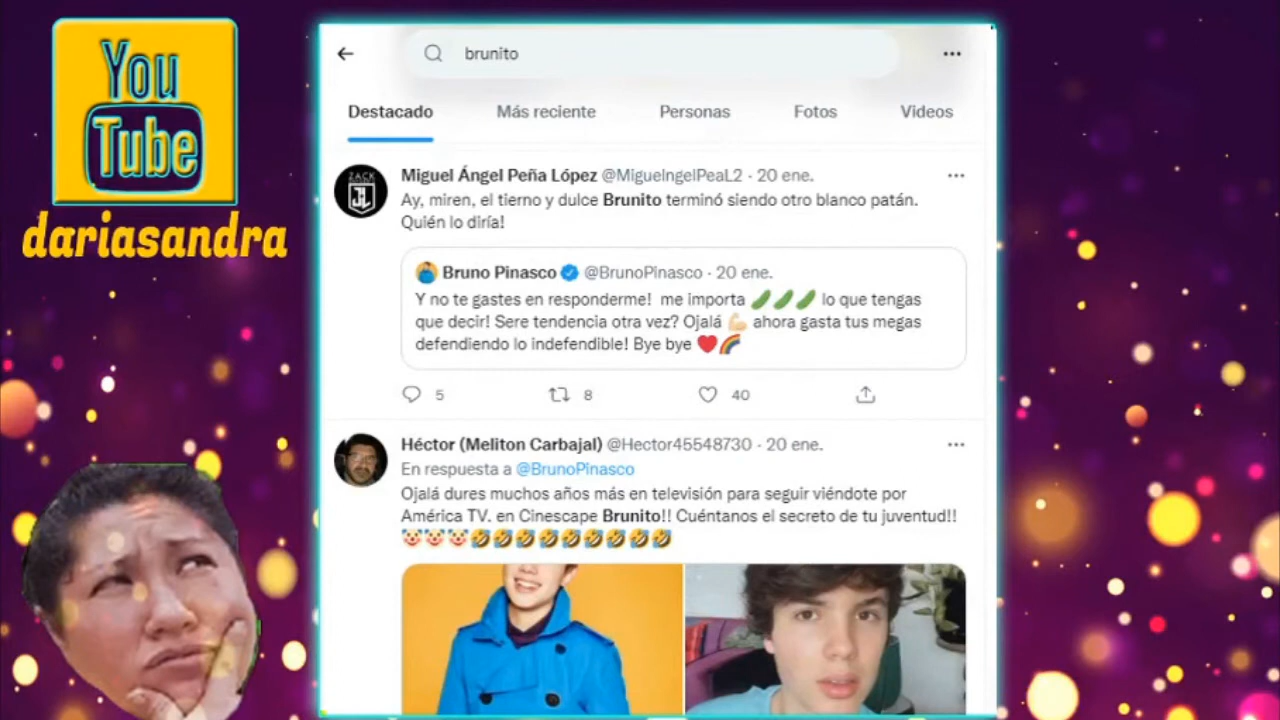 You
Tube
dariasandra
brunito
Destacado
Más reciente
Personas
Fotos
Videos
ZACK
JL
Miguel Ángel Peña López @MiguelngelPeaL2 · 20 ene.
Ay, miren, el tierno y dulce Brunito terminó siendo otro blanco patán.
Quién lo diría!
Bruno Pinasco @BrunoPinasco · 20 ene.
Y no te gastes en responderme! me importa 🥒🥒🥒 lo que tengas
que decir! Sere tendencia otra vez? Ojalá 💪🏻 ahora gasta tus megas
defendiendo lo indefendible! Bye bye ❤️🌈
5
8
40
Héctor (Meliton Carbajal) @Hector45548730 · 20 ene.
En respuesta a @BrunoPinasco
Ojalá dures muchos años más en televisión para seguir viéndote por
América TV. en Cinescape Brunito!! Cuéntanos el secreto de tu juventud!!
🤡🤡🤡🤣🤣🤣🤣🤣🤣🤣🤣🤣